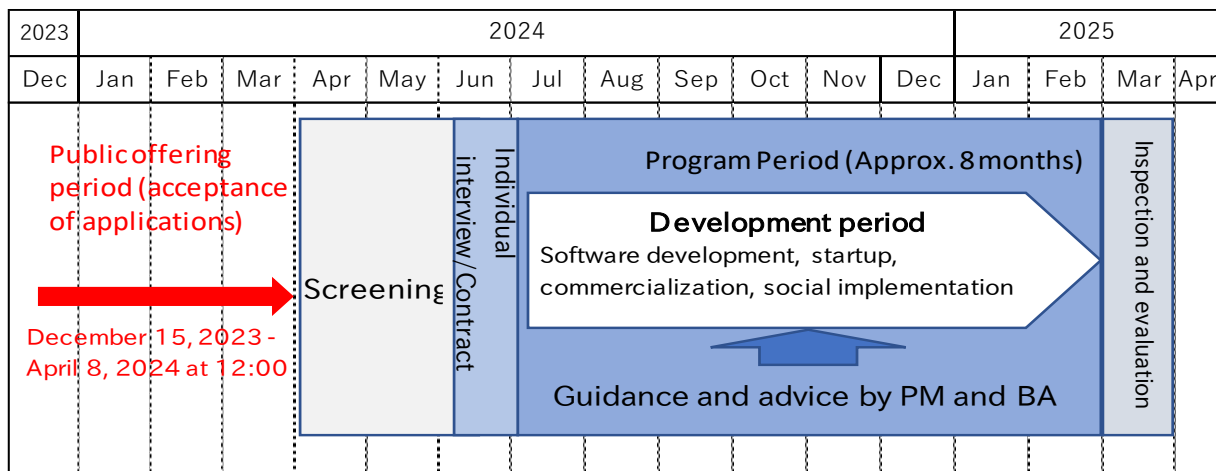 2023 2024 2025
Dec Jan Feb Mar Apr May Jun Jul Aug Sep Oct Nov Dec Jan Feb Mar Apr
Public offering
period (acceptance
of applications)
December 15, 2023 -
April 8, 2024 at 12:00
Screening
Individual
interview/Contract
Program Period (Approx. 8 months)
Development period
Software development, startup,
commercialization, social implementation
Guidance and advice by PM and BA
Inspection and evaluation